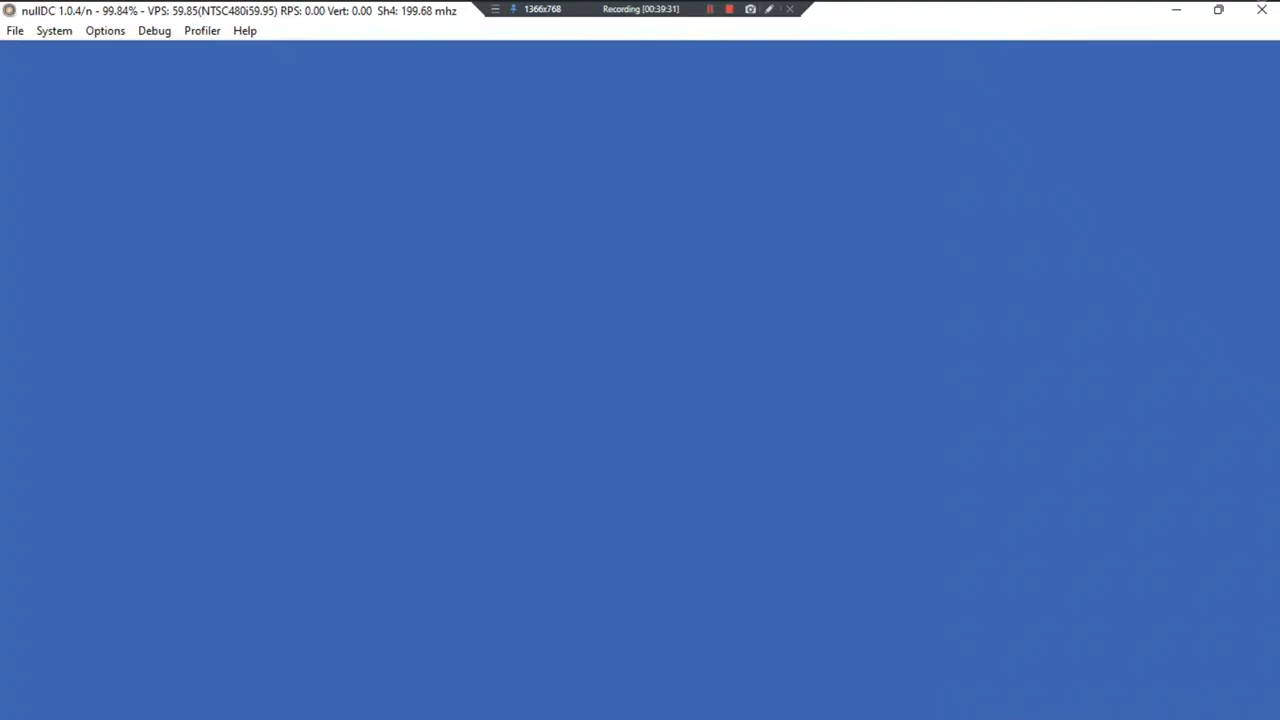 nullDC 1.0.4/n - 99.84% - VPS: 59.85(NTSC480i59.95) RPS: 0.00 Vert: 0.00 Sh4: 199.68 mhz
1366x768 Recording [00:39:31]
File System Options Debug Profiler Help